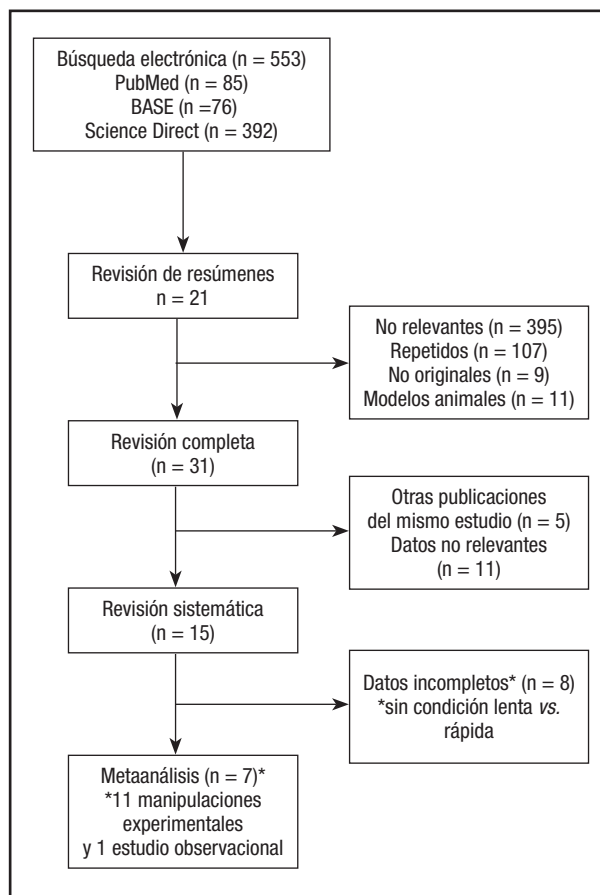 Búsqueda electrónica (n = 553)
PubMed (n = 85)
BASE (n =76)
Science Direct (n = 392)
Revisión de resúmenes
n = 21
No relevantes (n = 395)
Repetidos (n = 107)
No originales (n = 9)
Modelos animales (n = 11)
Revisión completa
(n = 31)
Otras publicaciones
del mismo estudio (n = 5)
Datos no relevantes
(n = 11)
Revisión sistemática
(n = 15)
Datos incompletos* (n = 8)
*sin condición lenta vs.
rápida
Metaanálisis (n = 7)*
*11 manipulaciones
experimentales
y 1 estudio observacional